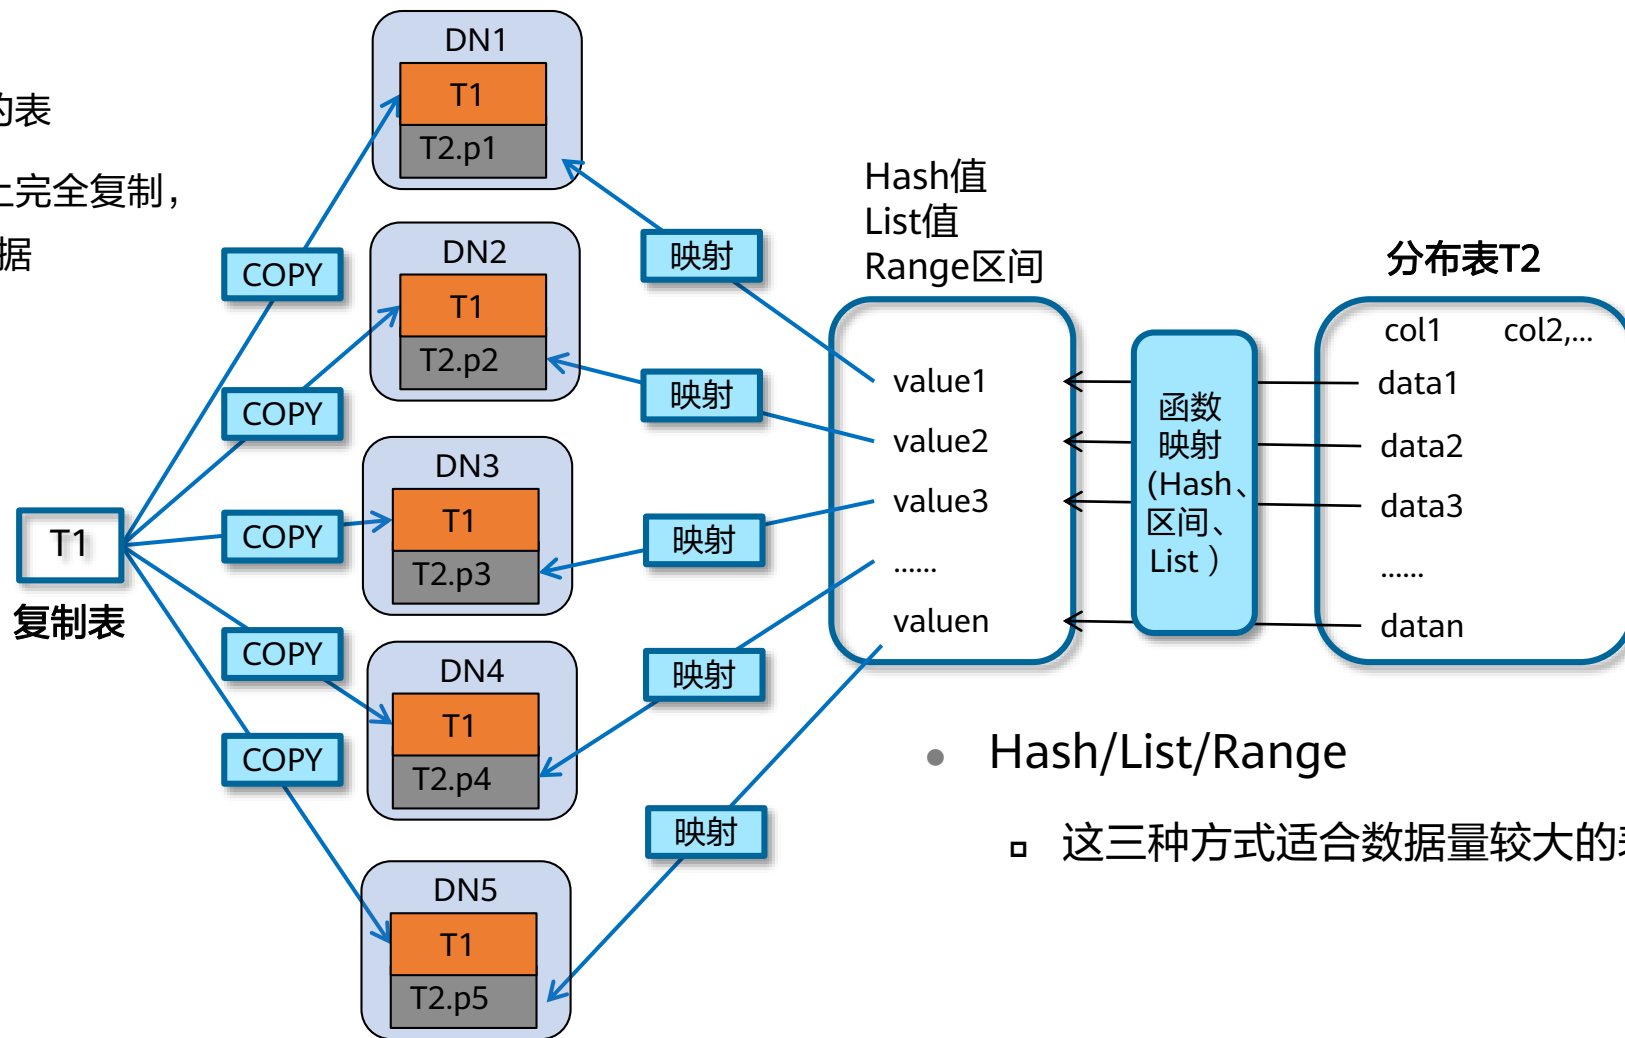 的表
上完全复制，
据
T1
复制表
COPY
COPY
COPY
COPY
COPY
DN1
T1
T2.p1
DN2
T1
T2.p2
DN3
T1
T2.p3
DN4
T1
T2.p4
DN5
T1
T2.p5
映射
映射
映射
映射
映射
Hash值
List值
Range区间
value1
value2
value3
......
valuen
函数
映射
(Hash、
区间、
List）
分布表T2
col1 col2,...
data1
data2
data3
......
datan
Hash/List/Range
这三种方式适合数据量较大的